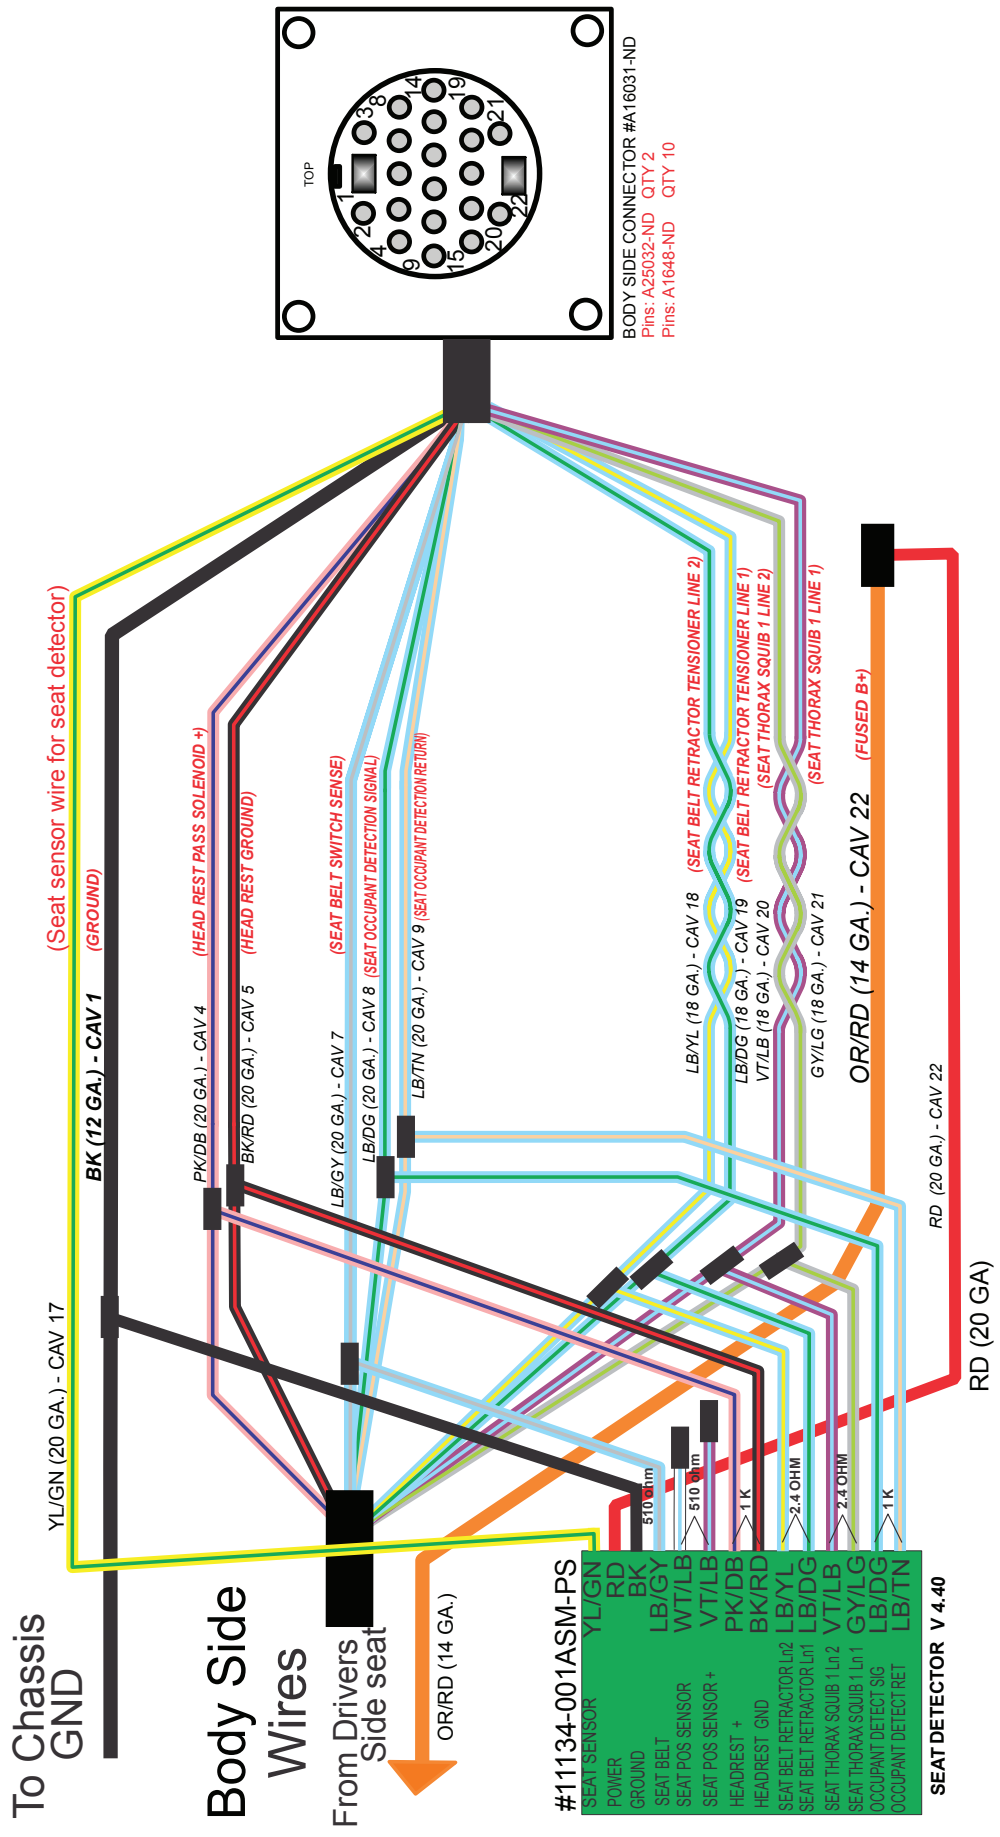 To Chassis
GND
Body Side
Wires
From Drivers
Side seat
OR/RD (14 GA.)
YL/GN (20 GA.) - CAV 17
(Seat sensor wire for seat detector)
BK (12 GA.) - CAV 1
(GROUND)
PK/DB (20 GA.) - CAV 4
(HEAD REST PASS SOLENOID +)
BK/RD (20 GA.) - CAV 5
(HEAD REST GROUND)
LB/GY (20 GA.) - CAV 7
(SEAT BELT SWITCH SENSE)
LB/DG (20 GA.) - CAV 8
(SEAT OCCUPANT DETECTION SIGNAL)
LB/TN (20 GA.) - CAV 9
(SEAT OCCUPANT DETECTION RETURN)
LB/YL (18 GA.) - CAV 18
(SEAT BELT RETRACTOR TENSIONER LINE 2)
LB/DG (18 GA.) - CAV 19
(SEAT BELT RETRACTOR TENSIONER LINE 1)
VT/LB (18 GA.) - CAV 20
(SEAT THORAX SQUIB 1 LINE 2)
GY/LG (18 GA.) - CAV 21
(SEAT THORAX SQUIB 1 LINE 1)
OR/RD (14 GA.) - CAV 22
(FUSED B+)
RD (20 GA.) - CAV 22
RD (20 GA)
TOP
1
2
3
4
8
9
14
15
19
20
21
22
BODY SIDE CONNECTOR #A16031-ND
Pins: A25032-ND QTY 2
Pins: A1648-ND QTY 10
#11134-001ASM-PS
SEAT SENSOR YL/GN
POWER RD
GROUND BK
SEAT BELT LB/GY
SEAT POS SENSOR WT/LB
SEAT POS SENSOR + VT/LB
HEADREST + PK/DB
HEADREST GND BK/RD
SEAT BELT RETRACTOR Ln2 LB/YL
SEAT BELT RETRACTOR Ln1 LB/DG
SEAT THORAX SQUIB 1 Ln 2 VT/LB
SEAT THORAX SQUIB 1 Ln 1 GY/LG
OCCUPANT DETECT SIG LB/DG
OCCUPANT DETECT RET LB/TN
510 ohm
510 ohm
1 K
2.4 OHM
2.4 OHM
1 K
SEAT DETECTOR V 4.40